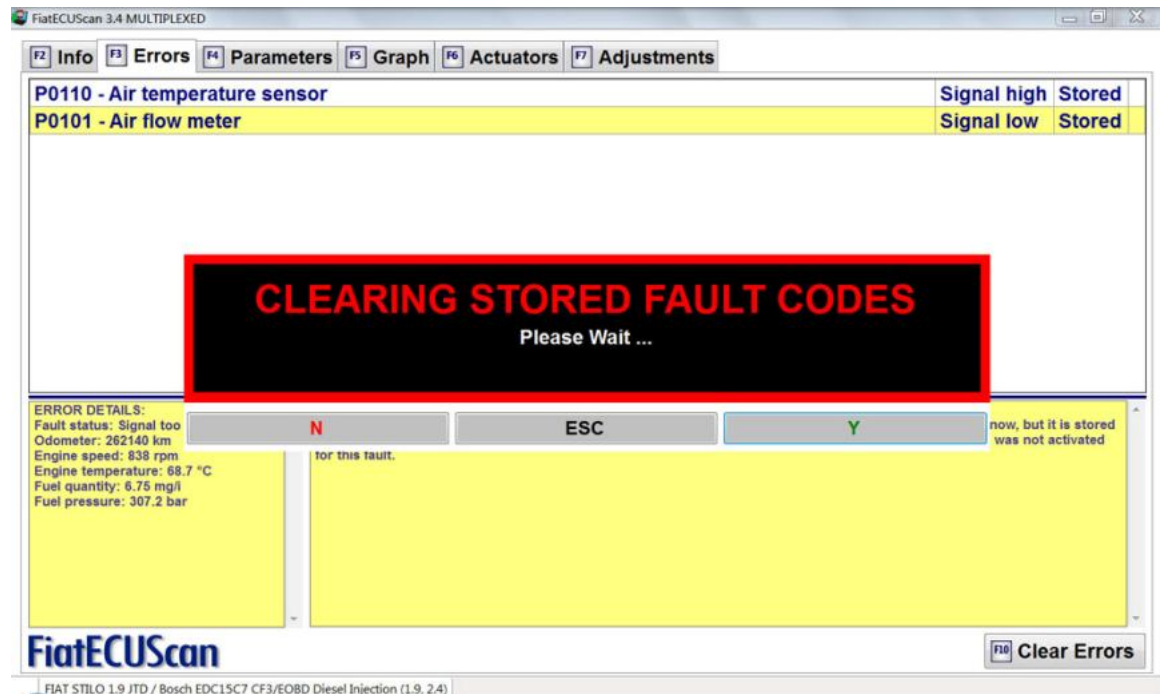 FiatECUScan 3.4 MULTIPLEXED
F2 Info F3 Errors F4 Parameters F5 Graph F6 Actuators F7 Adjustments
P0110 - Air temperature sensor Signal high Stored
P0101 - Air flow meter Signal low Stored
CLEARING STORED FAULT CODES
Please Wait ...
N ESC Y
ERROR DETAILS:
Fault status: Signal too
Odometer: 262140 km
Engine speed: 838 rpm
Engine temperature: 68.7 °C
Fuel quantity: 6.75 mg/i
Fuel pressure: 307.2 bar
now, but it is stored
was not activated
for this fault.
FiatECUScan
F10 Clear Errors
FIAT STILO 1.9 JTD / Bosch EDC15C7 CF3/EOBD Diesel Injection (1.9, 2.4)